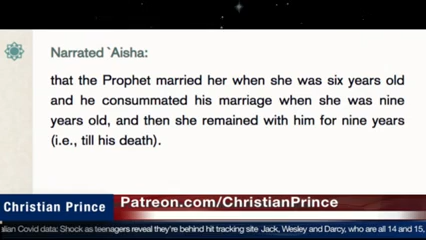 Narrated `Aisha:
that the Prophet married her when she was six years old
and he consummated his marriage when she was nine
years old, and then she remained with him for nine years
(i.e., till his death).
Christian Prince
Patreon.com/ChristianPrince
alian Covid data: Shock as teenagers reveal they're behind hit tracking site Jack, Wesley and Darcy, who are all 14 and 15,